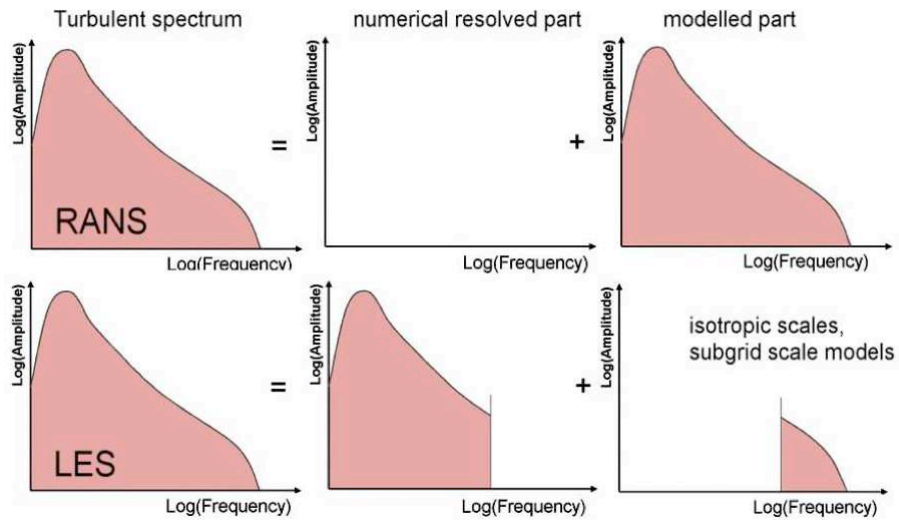 Turbulent spectrum
numerical resolved part
modelled part
Log(Amplitude)
RANS
Log(Frequency)
=
Log(Amplitude)
Log(Frequency)
+
Log(Amplitude)
Log(Frequency)
Log(Amplitude)
LES
Log(Frequency)
=
Log(Amplitude)
Log(Frequency)
+
Log(Amplitude)
isotropic scales,
subgrid scale models
Log(Frequency)